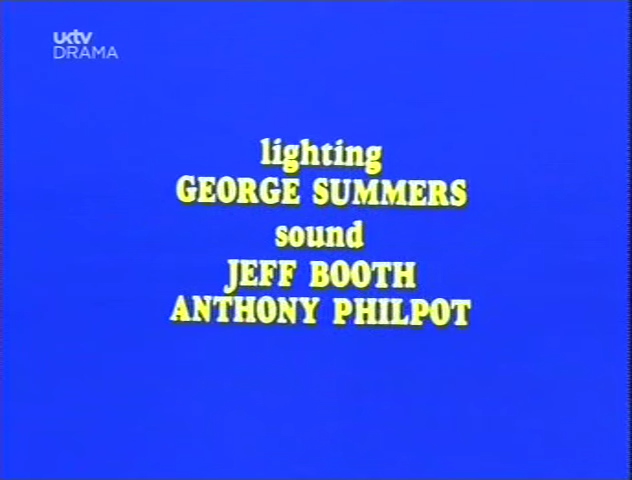 uktv
DRAMA
lighting
GEORGE SUMMERS
sound
JEFF BOOTH
ANTHONY PHILPOT